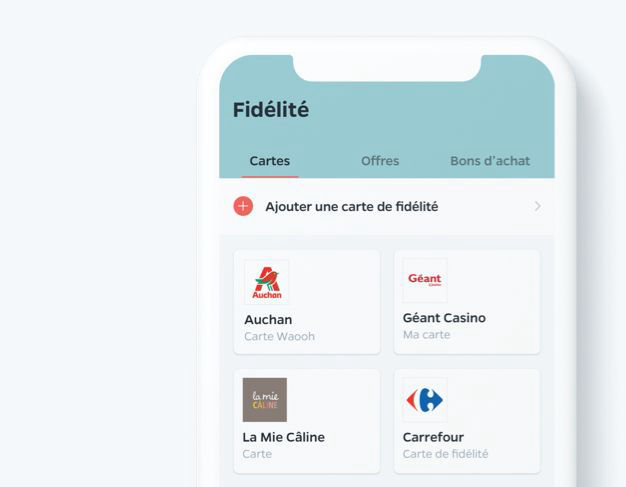 Fidélité
Cartes Offres Bons d'achat
Ajouter une carte de fidélité
Auchan
Auchan
Carte Waooh
Géant
Casino
Géant Casino
Ma carte
la mie
CÂLINE
La Mie Câline
Carte
Carrefour
Carte de fidélité